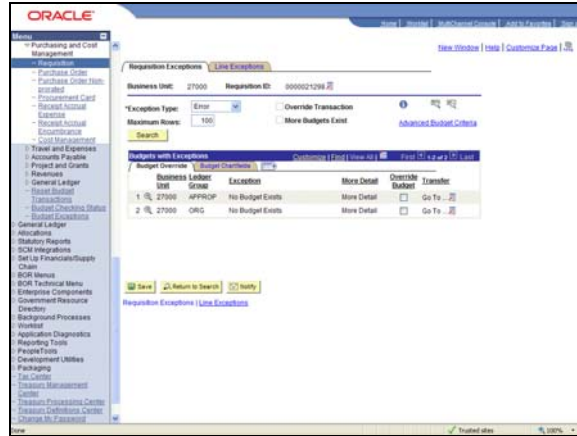 ORACLE
Home | Worklist | MultiChannel Console | Add to Favorites | Sign
Menu
Purchasing and Cost Management
Requisition
Purchase Order
Purchase Order Non-prorated
Procurement Card
Receipt Accrual Expense
Receipt Accrual Encumbrance
Cost Management
Travel and Expenses
Accounts Payable
Project and Grants
Revenues
General Ledger
Reset Budget Transactions
Budget Checking Status
Budget Exceptions
General Ledger
Allocations
Statutory Reports
SCM Integrations
Set Up Financials/Supply Chain
BOR Menus
BOR Technical Menu
Enterprise Components
Government Resource Directory
Background Processes
Worklist
Application Diagnostics
Reporting Tools
PeopleTools
Development Utilities
Packaging
Tax Center
Treasury Management Center
Treasury Processing Center
Treasury Definitions Center
Change My Password
New Window | Help | Customize Page |
Requisition Exceptions Line Exceptions
Business Unit: 27000 Requisition ID: 0000021298
*Exception Type: Error Override Transaction
Maximum Rows: 100 More Budgets Exist Advanced Budget Criteria
Search
Budgets with Exceptions Customize | Find | View All | First 1-2 of 2 Last
Budget Override Budget Chartfields
Business Unit Ledger Group Exception More Detail Override Budget Transfer
1 27000 APPROP No Budget Exists More Detail Go To ...
2 27000 ORG No Budget Exists More Detail Go To ...
Save Return to Search Notify
Requisition Exceptions | Line Exceptions
Done Trusted sites 100%